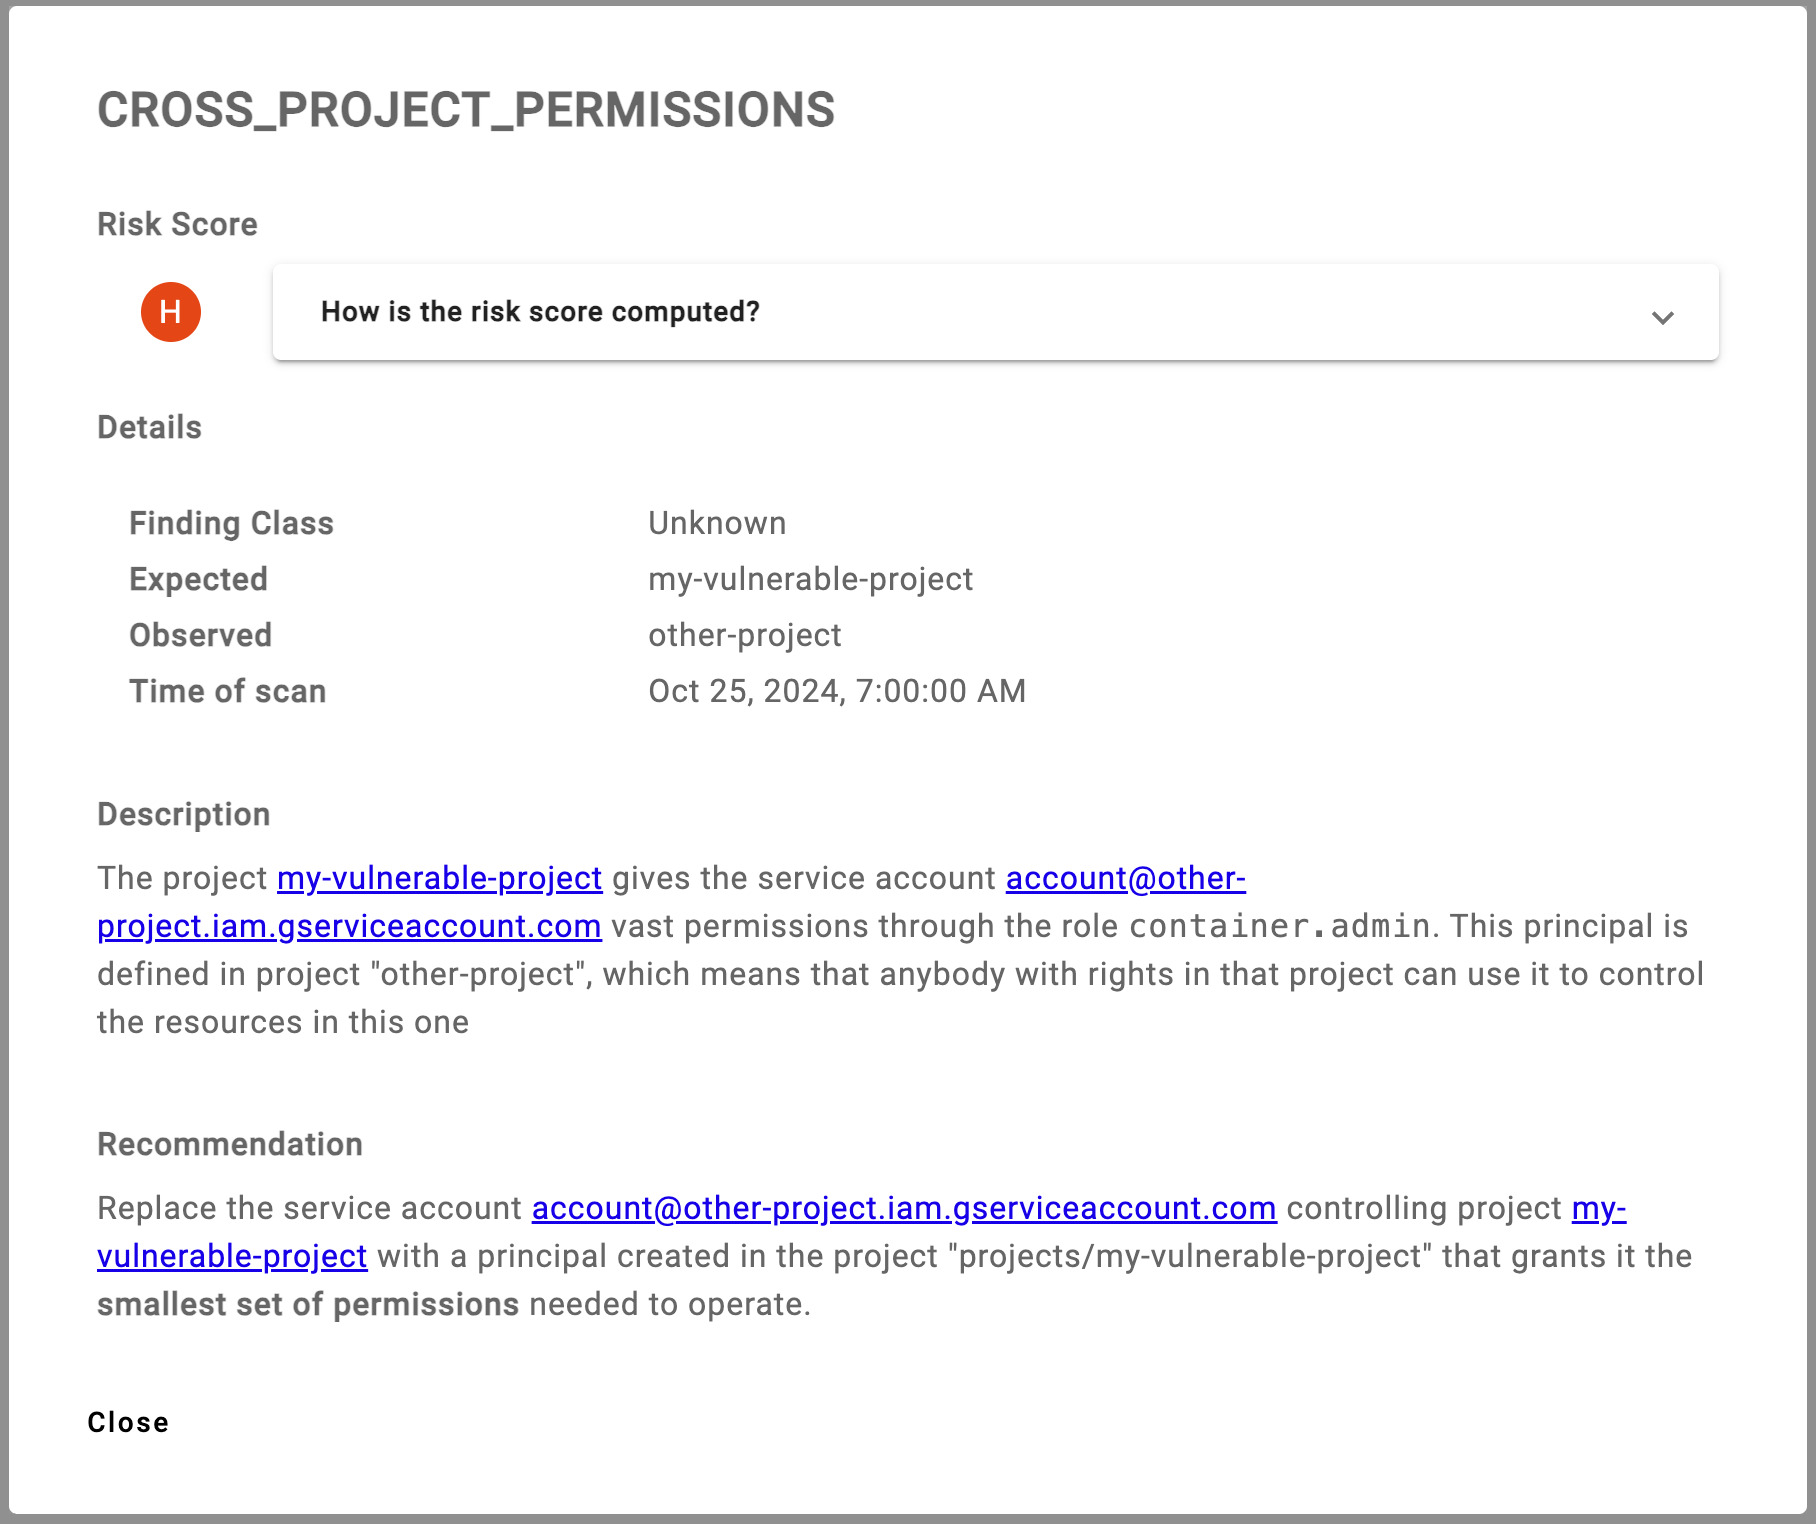 CROSS_PROJECT_PERMISSIONS
Risk Score
H
How is the risk score computed?
Details
Finding Class Unknown
Expected my-vulnerable-project
Observed other-project
Time of scan Oct 25, 2024, 7:00:00 AM
Description
The project my-vulnerable-project gives the service account account@other-
project.iam.gserviceaccount.com vast permissions through the role container.admin. This principal is
defined in project "other-project", which means that anybody with rights in that project can use it to control
the resources in this one
Recommendation
Replace the service account account@other-project.iam.gserviceaccount.com controlling project my-
vulnerable-project with a principal created in the project "projects/my-vulnerable-project" that grants it the
smallest set of permissions needed to operate.
Close